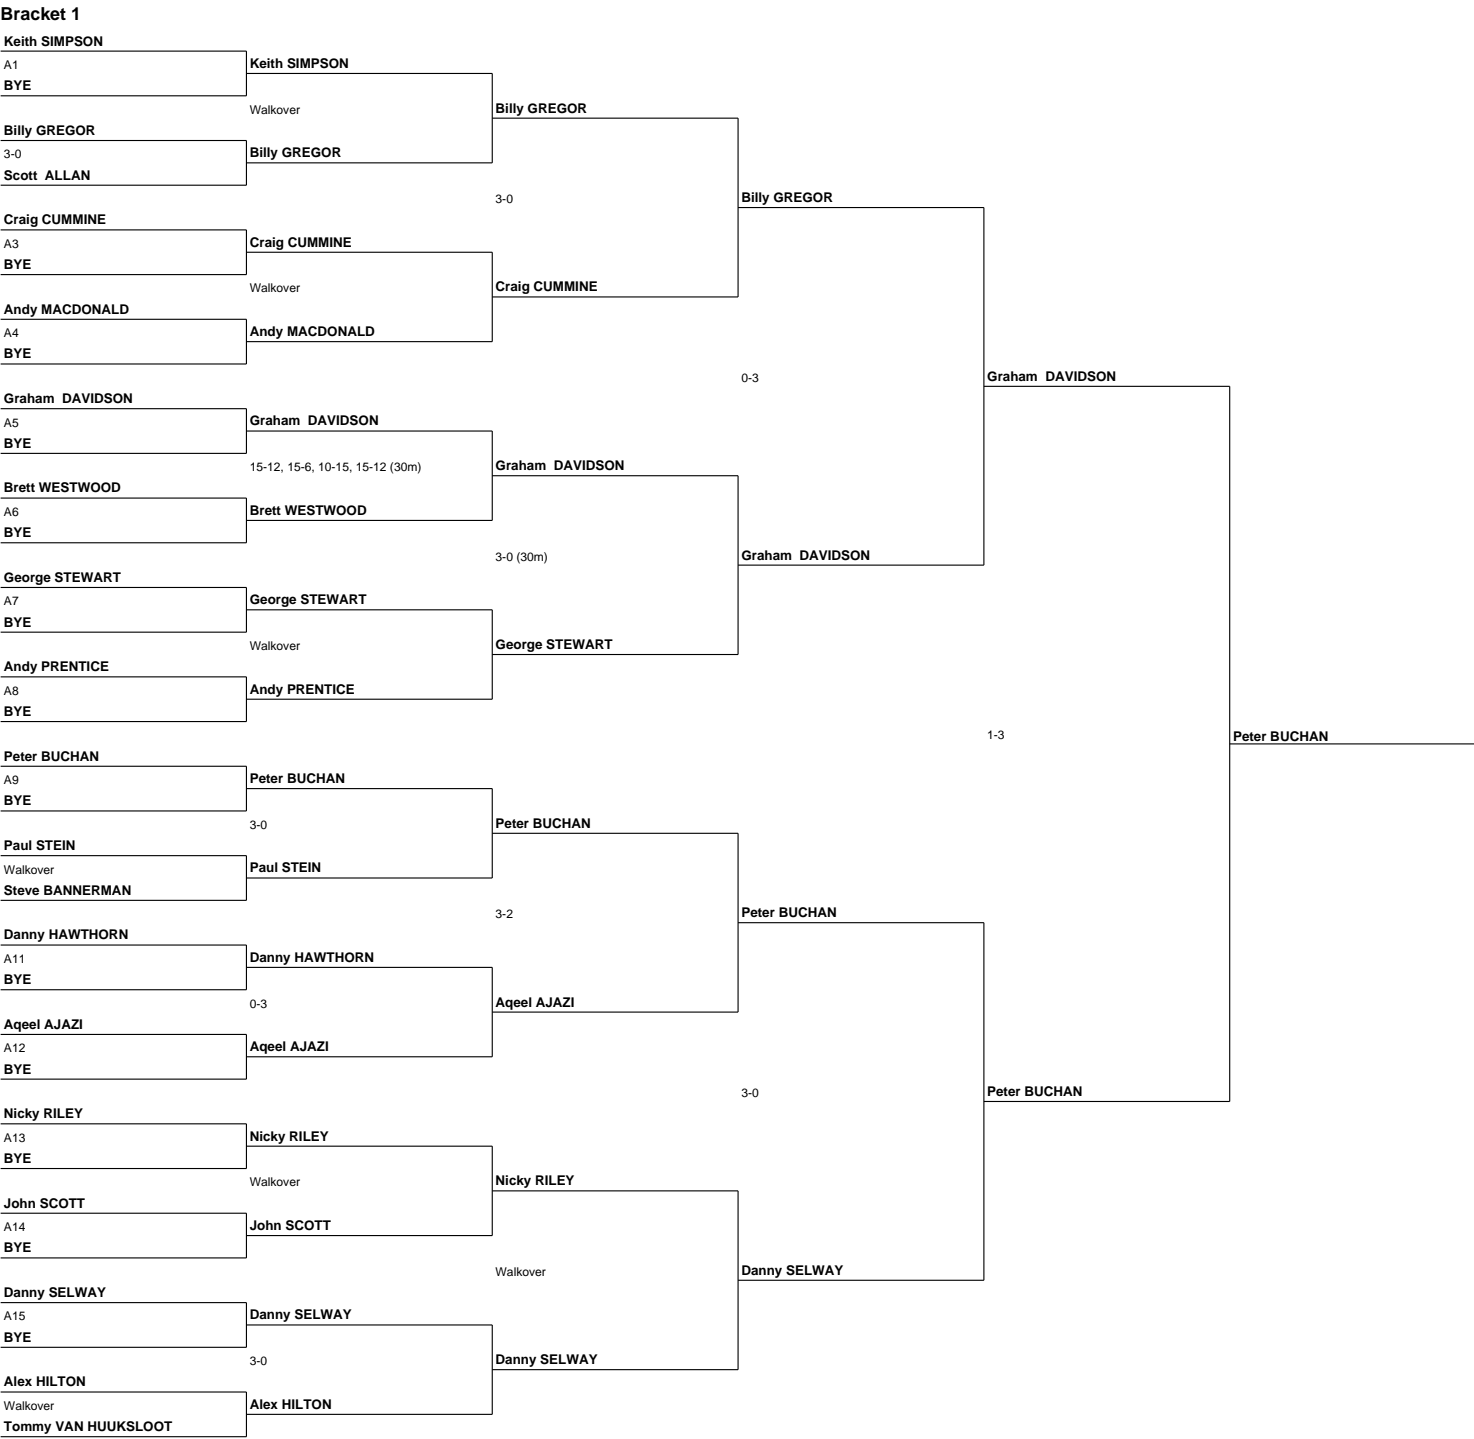 Bracket 1
Keith SIMPSON
A1
BYE
Billy GREGOR
3-0
Scott  ALLAN
Craig CUMMINE
A3
BYE
Andy MACDONALD
A4
BYE
Graham  DAVIDSON
A5
BYE
Brett WESTWOOD
A6
BYE
George STEWART
A7
BYE
Andy PRENTICE
A8
BYE
Peter BUCHAN
A9
BYE
Paul STEIN
Walkover
Steve BANNERMAN
Danny HAWTHORN
A11
BYE
Aqeel AJAZI
A12
BYE
Nicky RILEY
A13
BYE
John SCOTT
A14
BYE
Danny SELWAY
A15
BYE
Alex HILTON
Walkover
Tommy VAN HUUKSLOOT
Keith SIMPSON
Walkover
Billy GREGOR
Craig CUMMINE
Walkover
Andy MACDONALD
Graham  DAVIDSON
15-12, 15-6, 10-15, 15-12 (30m)
Brett WESTWOOD
George STEWART
Walkover
Andy PRENTICE
Peter BUCHAN
3-0
Paul STEIN
Danny HAWTHORN
0-3
Aqeel AJAZI
Nicky RILEY
Walkover
John SCOTT
Danny SELWAY
3-0
Alex HILTON
Billy GREGOR
3-0
Craig CUMMINE
Graham  DAVIDSON
3-0 (30m)
George STEWART
Peter BUCHAN
3-2
Aqeel AJAZI
Nicky RILEY
Walkover
Danny SELWAY
Billy GREGOR
0-3
Graham  DAVIDSON
Peter BUCHAN
3-0
Danny SELWAY
Graham  DAVIDSON
1-3
Peter BUCHAN
Peter BUCHAN